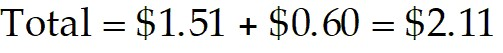 Total = $1.51 + $0.60 = $2.11